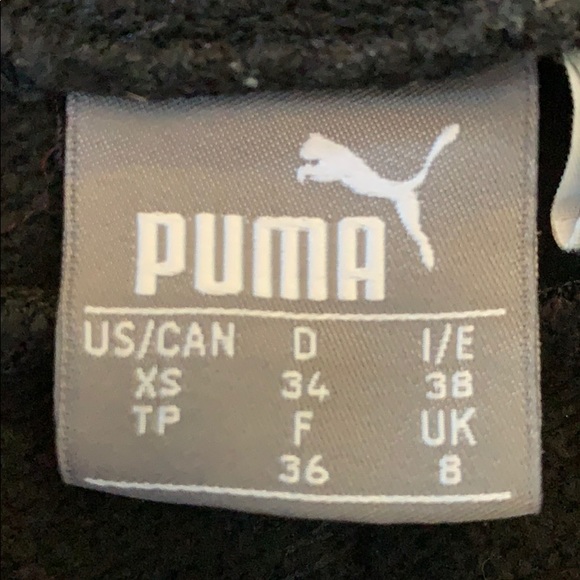 PUMA
US/CAN D I/E
XS 34 38
TP F UK
36 8